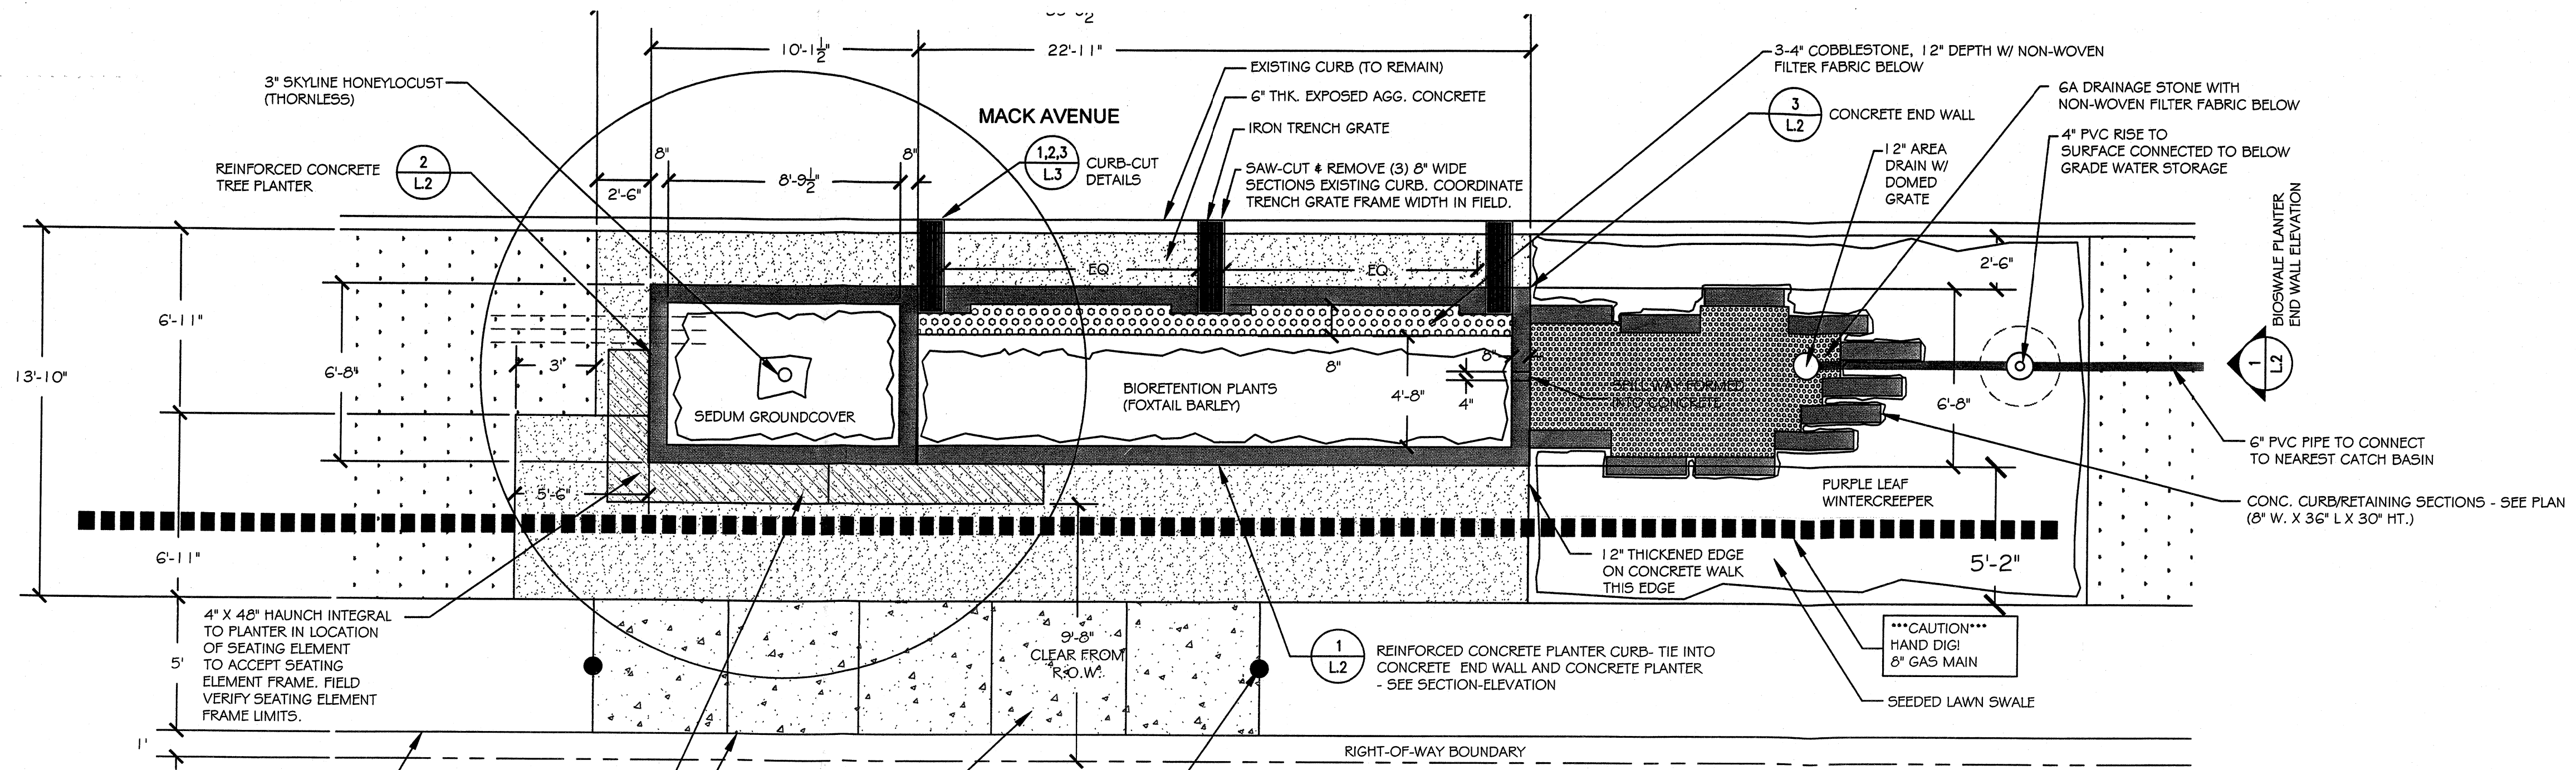 10'-1½"
22'-11"
3" SKYLINE HONEYLOCUST
(THORNLESS)
EXISTING CURB (TO REMAIN)
6" THK. EXPOSED AGG. CONCRETE
IRON TRENCH GRATE
SAW-CUT & REMOVE (3) 8" WIDE
SECTIONS EXISTING CURB. COORDINATE
TRENCH GRATE FRAME WIDTH IN FIELD.
MACK AVENUE
1,2,3
L.3
CURB-CUT
DETAILS
3-4" COBBLESTONE, 12" DEPTH W/ NON-WOVEN
FILTER FABRIC BELOW
3
L.2
CONCRETE END WALL
6A DRAINAGE STONE WITH
NON-WOVEN FILTER FABRIC BELOW
4" PVC RISE TO
SURFACE CONNECTED TO BELOW
GRADE WATER STORAGE
12" AREA
DRAIN W/
DOMED
GRATE
REINFORCED CONCRETE
TREE PLANTER
2
L.2
8"
8"
2'-6"
8'-9½"
BIOSWALE PLANTER
END WALL ELEVATION
1
L.2
EQ
EQ
2'-6"
13'-10"
6'-11"
6'-8"
3'
8"
8"
4'-8"
4"
6'-8"
SEDUM GROUNDCOVER
BIORETENTION PLANTS
(FOXTAIL BARLEY)
SPILLWAY FORMED
INTO CONCRETE
6" PVC PIPE TO CONNECT
TO NEAREST CATCH BASIN
PURPLE LEAF
WINTERCREEPER
CONC. CURB/RETAINING SECTIONS - SEE PLAN
(8" W. X 36" L X 30" HT.)
5'-6"
6'-11"
12" THICKENED EDGE
ON CONCRETE WALK
THIS EDGE
5'-2"
4" X 48" HAUNCH INTEGRAL
TO PLANTER IN LOCATION
OF SEATING ELEMENT
TO ACCEPT SEATING
ELEMENT FRAME. FIELD
VERIFY SEATING ELEMENT
FRAME LIMITS.
5'
9'-8"
CLEAR FROM
R.O.W.
1
L.2
REINFORCED CONCRETE PLANTER CURB- TIE INTO
CONCRETE END WALL AND CONCRETE PLANTER
- SEE SECTION-ELEVATION
***CAUTION***
HAND DIG!
8" GAS MAIN
SEEDED LAWN SWALE
1'
RIGHT-OF-WAY BOUNDARY